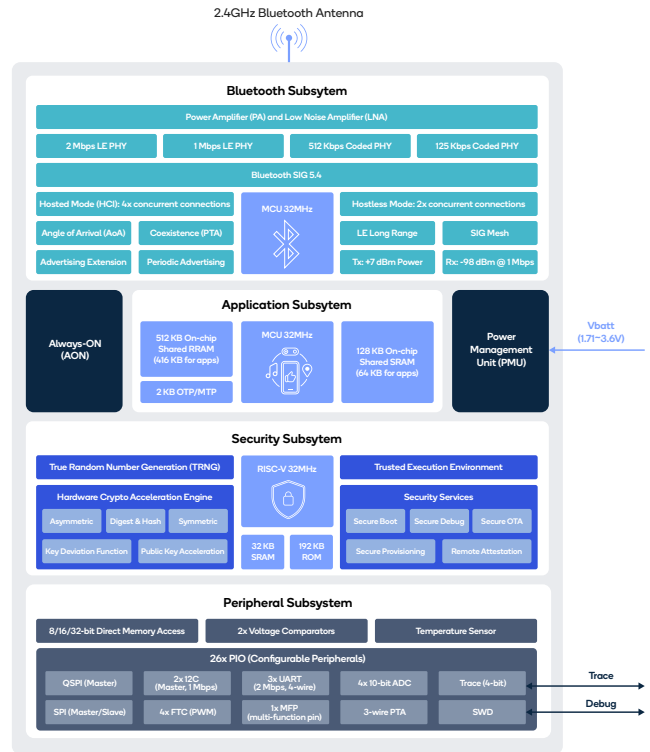 2.4GHz Bluetooth Antenna
Bluetooth Subsytem
Power Amplifier (PA) and Low Noise Amplifier (LNA)
2 Mbps LE PHY
1 Mbps LE PHY
512 Kbps Coded PHY
125 Kbps Coded PHY
Bluetooth SIG 5.4
Hosted Mode (HCI): 4x concurrent connections
MCU 32MHz
Hostless Mode: 2x concurrent connections
Angle of Arrival (AoA)
Coexistence (PTA)
LE Long Range
SIG Mesh
Advertising Extension
Periodic Advertising
Tx: +7 dBm Power
Rx: -98 dBm @ 1 Mbps
Always-ON
(AON)
Application Subsytem
512 KB On-chip
Shared RRAM
(416 KB for apps)
2 KB OTP/MTP
MCU 32MHz
128 KB On-chip
Shared SRAM
(64 KB for apps)
Power
Management
Unit (PMU)
Vbatt
(1.71~3.6V)
Security Subsytem
True Random Number Generation (TRNG)
RISC-V 32MHz
Trusted Execution Environment
Hardware Crypto Acceleration Engine
Asymmetric
Digest & Hash
Symmetric
Key Deviation Function
Public Key Acceleration
32 KB
SRAM
192 KB
ROM
Security Services
Secure Boot
Secure Debug
Secure OTA
Secure Provisioning
Remote Attestation
Peripheral Subsystem
8/16/32-bit Direct Memory Access
2x Voltage Comparators
Temperature Sensor
26x PIO (Configurable Peripherals)
QSPI (Master)
2x I2C
(Master, 1 Mbps)
3x UART
(2 Mbps, 4-wire)
4x 10-bit ADC
Trace (4-bit)
Trace
SPI (Master/Slave)
4x FTC (PWM)
1x MFP
(multi-function pin)
3-wire PTA
SWD
Debug